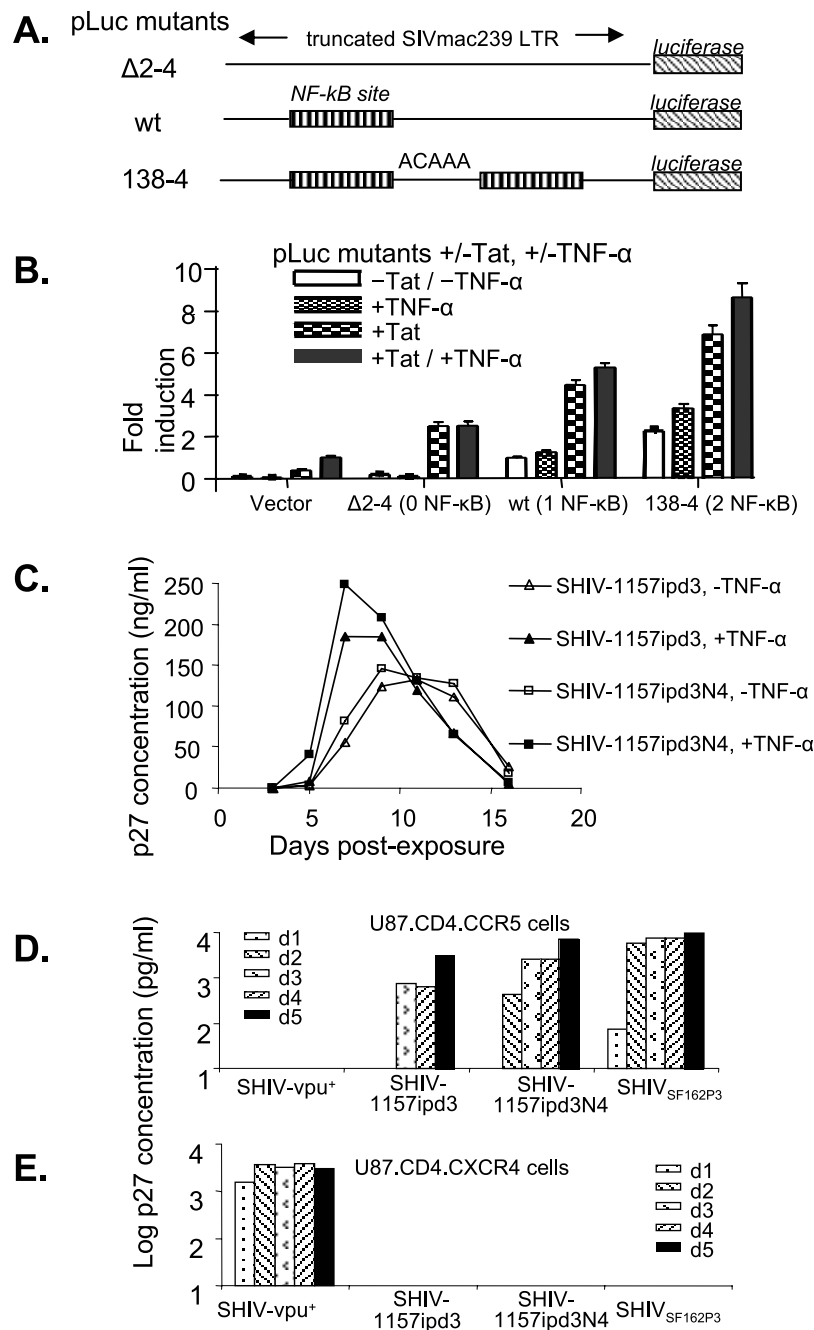 A.
pLuc mutants
truncated SIVmac239 LTR
Δ2-4
luciferase
NF-kB site
wt
luciferase
ACAAA
138-4
luciferase
B.
pLuc mutants +/-Tat, +/-TNF-α
−Tat / −TNF-α
+TNF-α
+Tat
+Tat / +TNF-α
Fold induction
10
8
6
4
2
0
Vector
Δ2-4 (0 NF-κB)
wt (1 NF-κB)
138-4 (2 NF-κB)
C.
p27 concentration (ng/ml)
250
200
150
100
50
0
0
5
10
15
20
Days post-exposure
SHIV-1157ipd3, -TNF-α
SHIV-1157ipd3, +TNF-α
SHIV-1157ipd3N4, -TNF-α
SHIV-1157ipd3N4, +TNF-α
Log p27 concentration (pg/ml)
D.
U87.CD4.CCR5 cells
4
3
2
1
d1
d2
d3
d4
d5
SHIV-vpu⁺
SHIV-
1157ipd3
SHIV-
1157ipd3N4
SHIVSF162P3
E.
U87.CD4.CXCR4 cells
4
3
2
1
d1
d2
d3
d4
d5
SHIV-vpu⁺
SHIV-
1157ipd3
SHIV-
1157ipd3N4
SHIVSF162P3